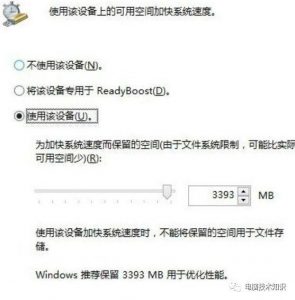 使用该设备上的可用空间加快系统速度。
不使用该设备(N)。
将该设备专用于 ReadyBoost(D)。
使用该设备(U)。
为加快系统速度而保留的空间(由于文件系统限制，可能比实际
可用空间少)(R):
3393 MB
使用该设备加快系统速度时，不能将保留的空间用于文件存
储。
Windows 推荐保留 3393 MB 用于优化性能。
电脑技术知识